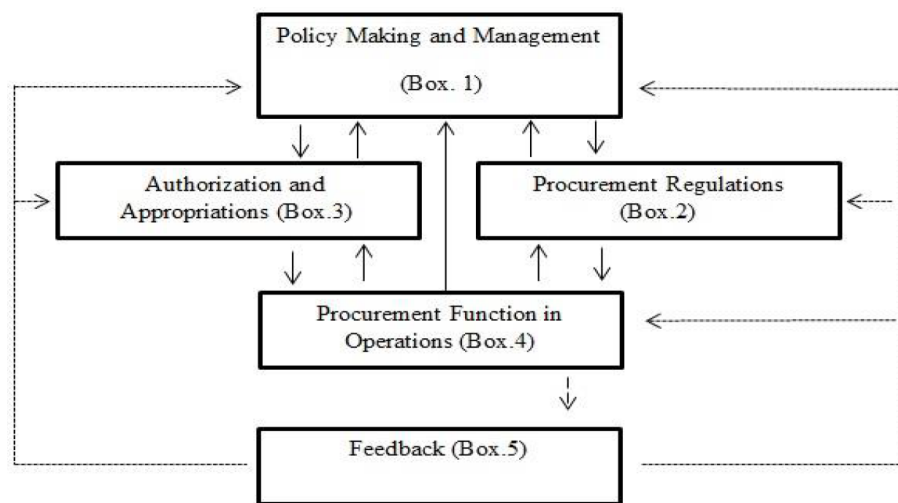 Policy Making and Management
(Box. 1)
Authorization and
Appropriations (Box.3)
Procurement Regulations
(Box.2)
Procurement Function in
Operations (Box.4)
Feedback (Box.5)